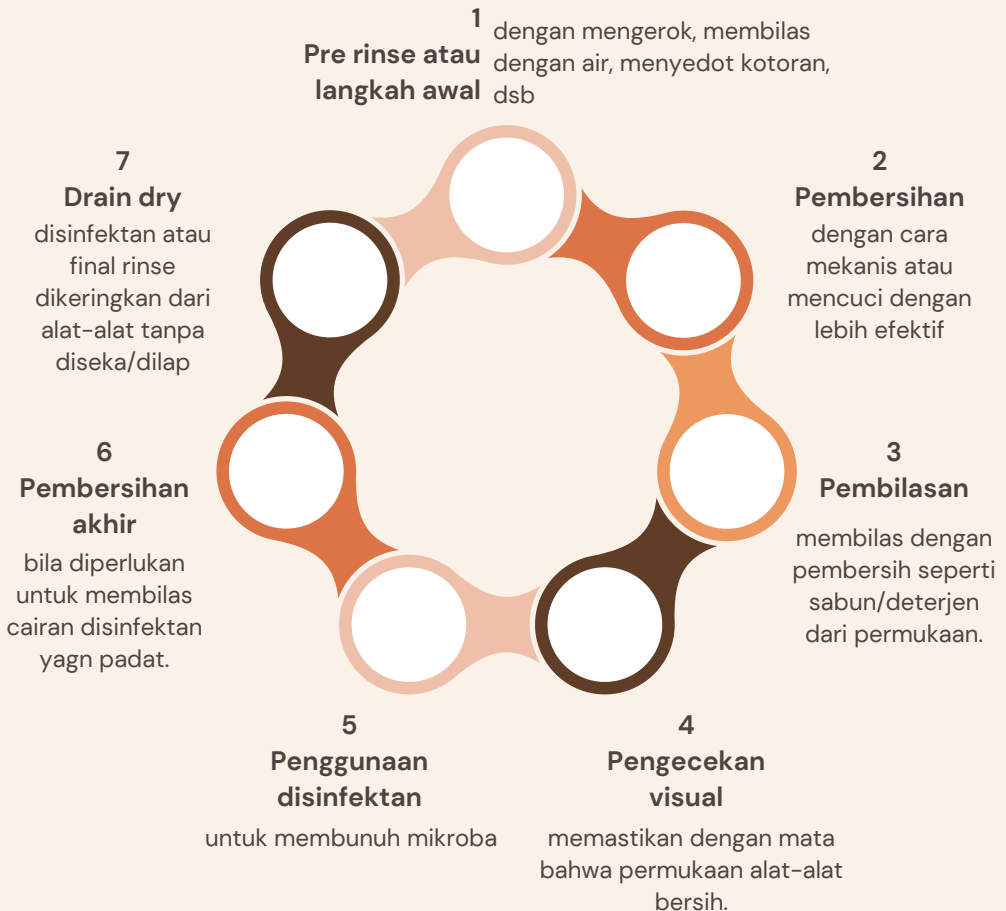 1
Pre rinse atau
langkah awal
dengan mengerok, membilas
dengan air, menyedot kotoran,
dsb
2
Pembersihan
dengan cara
mekanis atau
mencuci dengan
lebih efektif
3
Pembilasan
membilas dengan
pembersih seperti
sabun/deterjen
dari permukaan.
4
Pengecekan
visual
memastikan dengan mata
bahwa permukaan alat-alat
bersih.
5
Penggunaan
disinfektan
untuk membunuh mikroba
6
Pembersihan
akhir
bila diperlukan
untuk membilas
cairan disinfektan
yagn padat.
7
Drain dry
disinfektan atau
final rinse
dikeringkan dari
alat-alat tanpa
diseka/dilap